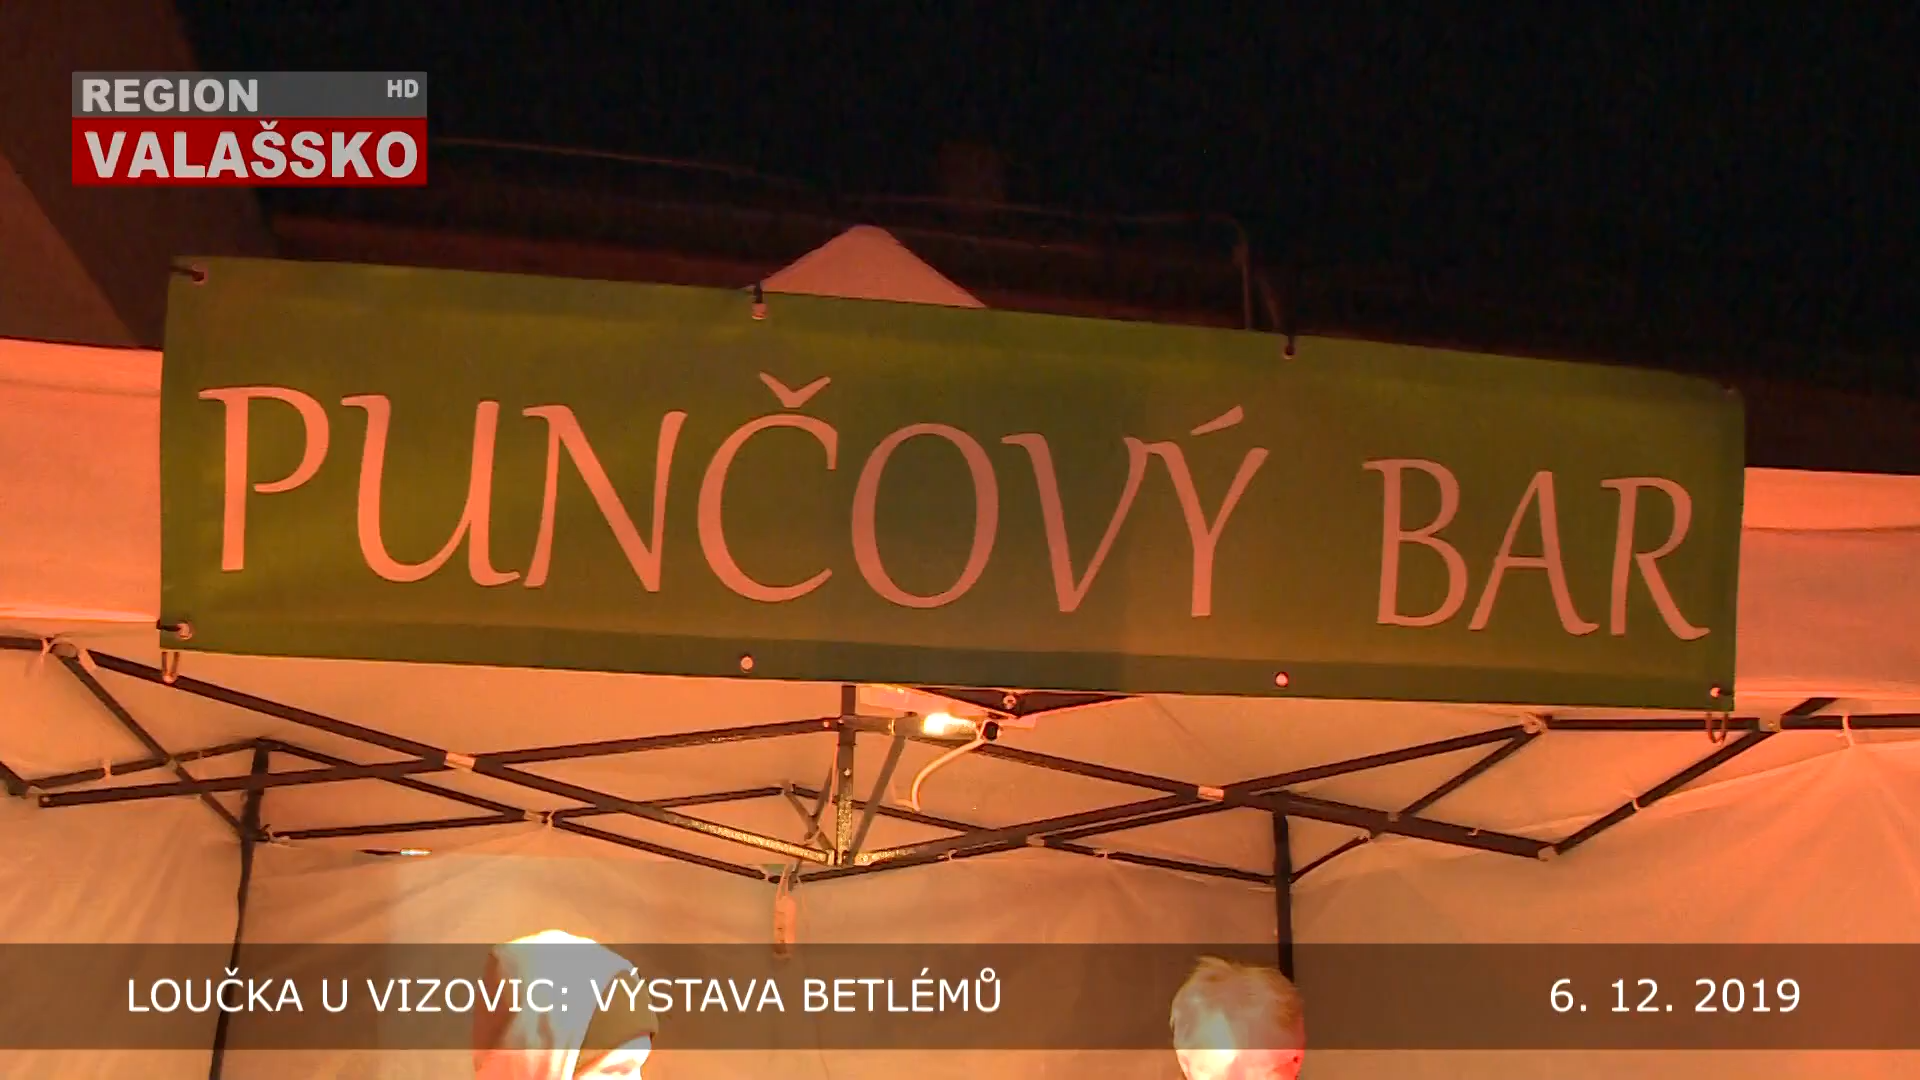 REGION HD
VALAŠSKO
PUNČOVÝ BAR
LOUČKA U VIZOVIC: VÝSTAVA BETLÉMŮ 6. 12. 2019